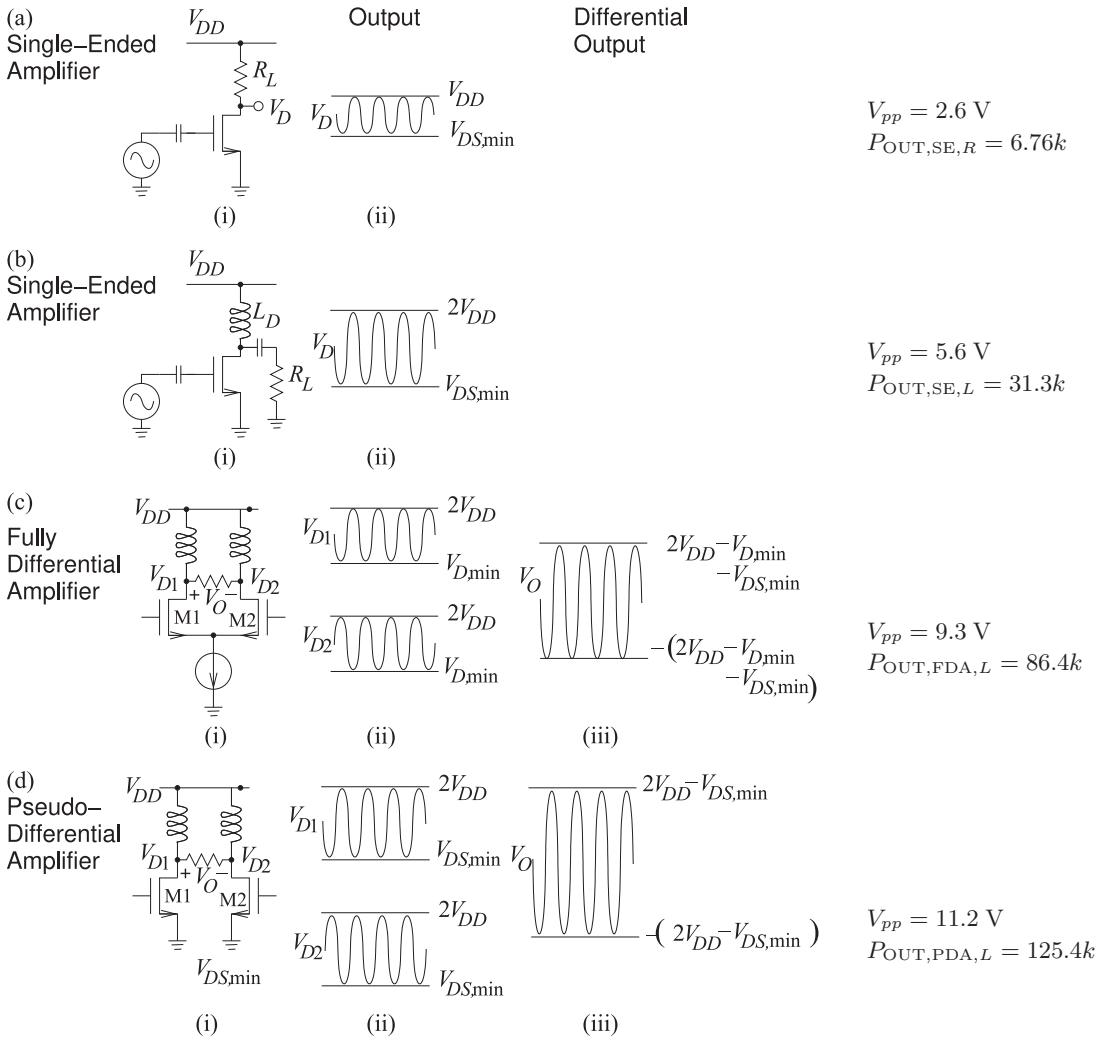 (a)
Single–Ended
Amplifier
Output
Differential
Output
V_DD
R_L
V_D
(i)
V_D
V_DD
V_DS,min
(ii)
V_pp = 2.6 V
P_OUT,SE,R = 6.76k
(b)
Single–Ended
Amplifier
V_DD
L_D
R_L
(i)
V_D
2V_DD
V_DS,min
(ii)
V_pp = 5.6 V
P_OUT,SE,L = 31.3k
(c)
Fully
Differential
Amplifier
V_DD
V_D1
V_D2
+ V_O −
M1
M2
(i)
V_D1
2V_DD
V_D,min
V_D2
2V_DD
V_D,min
(ii)
V_O
2V_DD −V_D,min
−V_DS,min
−(2V_DD −V_D,min
−V_DS,min)
(iii)
V_pp = 9.3 V
P_OUT,FDA,L = 86.4k
(d)
Pseudo–
Differential
Amplifier
V_DD
V_D1
V_D2
+ V_O −
M1
M2
V_DS,min
(i)
V_D1
2V_DD
V_DS,min
V_D2
2V_DD
V_DS,min
(ii)
V_O
2V_DD −V_DS,min
−( 2V_DD −V_DS,min )
(iii)
V_pp = 11.2 V
P_OUT,PDA,L = 125.4k